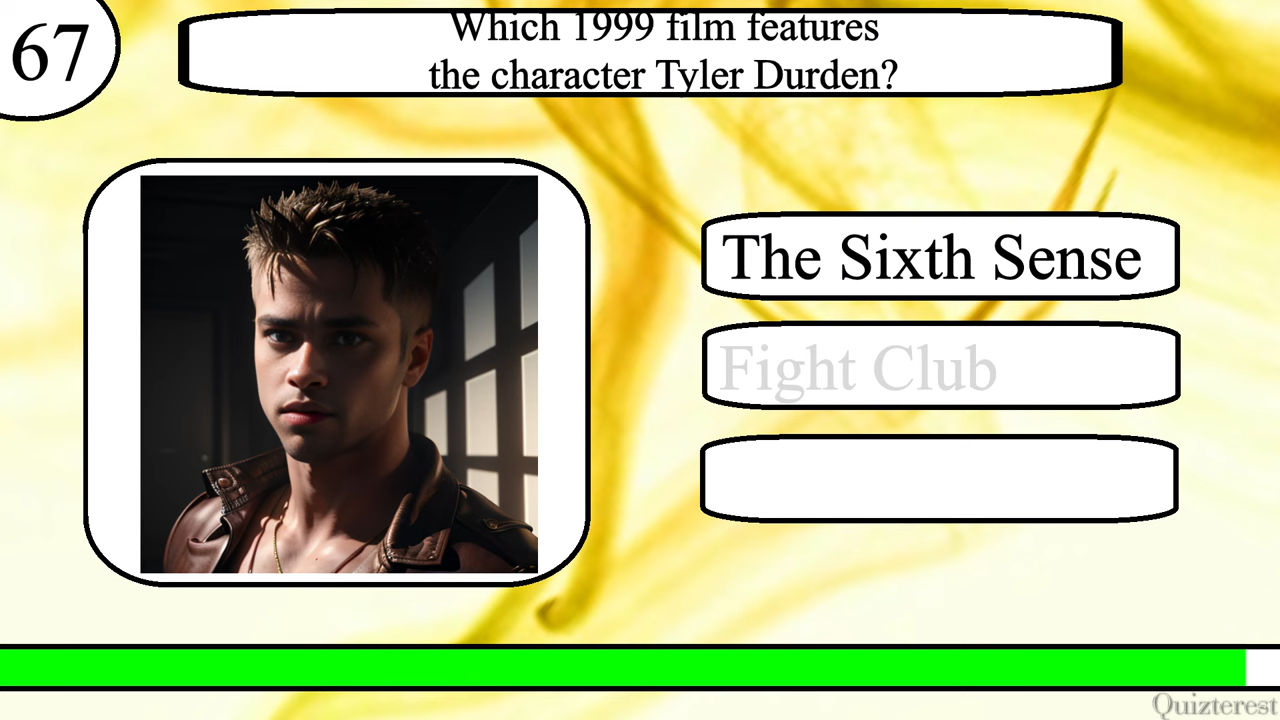 67
Which 1999 film features
the character Tyler Durden?
The Sixth Sense
Fight Club
Quizterest